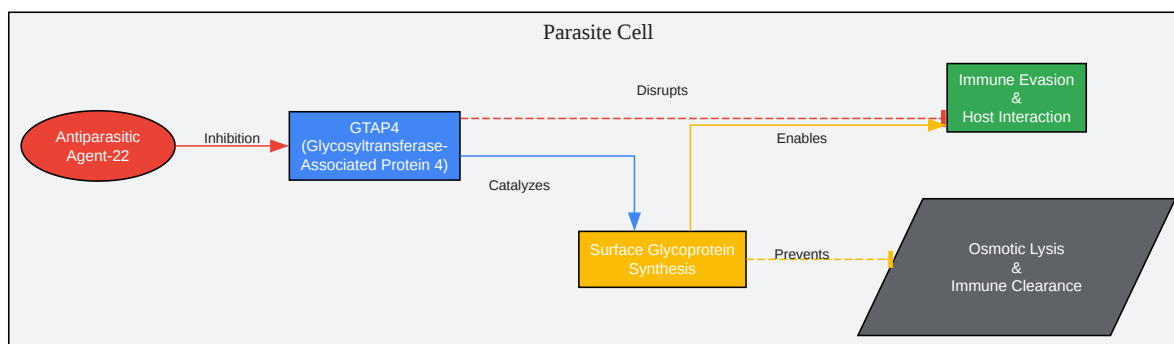 Parasite Cell
Antiparasitic
Agent-22
Inhibition
GTAP4
(Glycosyltransferase-
Associated Protein 4)
Disrupts
Catalyzes
Enables
Immune Evasion
&
Host Interaction
Surface Glycoprotein
Synthesis
Prevents
Osmotic Lysis
&
Immune Clearance